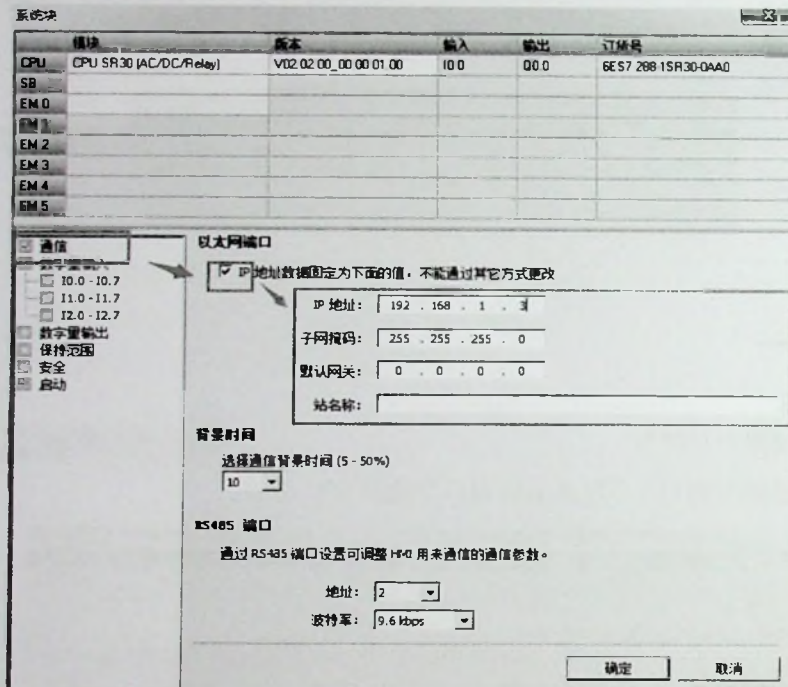 系统块
模块 版本 输入 输出 订货号
CPU CPU SR30 (AC/DC/Relay) V02.02.00_00.00.01.00 I0.0 Q0.0 6ES7 288-1SR30-0AA0
SB
EM 0
EM 1
EM 2
EM 3
EM 4
EM 5
通信
数字量输入
I0.0 - I0.7
I1.0 - I1.7
I2.0 - I2.7
数字量输出
保持范围
安全
启动
以太网端口
IP 地址数据固定为下面的值，不能通过其它方式更改
IP 地址： 192 . 168 . 1 . 3
子网掩码： 255 . 255 . 255 . 0
默认网关： 0 . 0 . 0 . 0
站名称：
背景时间
选择通信背景时间 (5 - 50%)
10
RS485 端口
通过 RS485 端口设置可调整 HMI 用来通信的通信参数。
地址： 2
波特率： 9.6 kbps
确定 取消